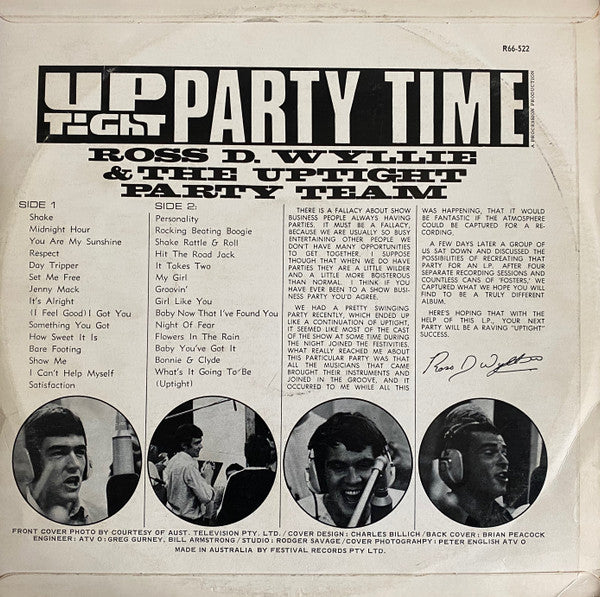 R66-522
UP TIGHT PARTY TIME
A PROCESSION PRODUCTION
ROSS D. WYLLIE
& THE UPTIGHT
PARTY TEAM
SIDE 1
Shake
Midnight Hour
You Are My Sunshine
Respect
Day Tripper
Set Me Free
Jenny Mack
It's Alright
(I Feel Good) I Got You
Something You Got
How Sweet It Is
Bare Footing
Show Me
I Can't Help Myself
Satisfaction
SIDE 2:
Personality
Rocking Beating Boogie
Shake Rattle & Roll
Hit The Road Jack
It Takes Two
My Girl
Groovin'
Girl Like You
Baby Now That I've Found You
Night Of Fear
Flowers In The Rain
Baby You've Got It
Bonnie & Clyde
What's It Going To Be
(Uptight)
THERE IS A FALLACY ABOUT SHOW
BUSINESS PEOPLE ALWAYS HAVING
PARTIES. IT MUST BE A FALLACY,
BECAUSE WE ARE USUALLY SO BUSY
ENTERTAINING OTHER PEOPLE WE
DON'T HAVE MANY OPPORTUNITIES
TO GET TOGETHER. I SUPPOSE
THOUGH THAT WHEN WE DO HAVE
PARTIES THEY ARE A LITTLE WILDER
AND A LITTLE MORE BOISTEROUS
THAN NORMAL. I THINK IF YOU
HAVE EVER BEEN TO A SHOW BUSI-
NESS PARTY YOU'D AGREE.
WE HAD A PRETTY SWINGING
PARTY RECENTLY, WHICH ENDED UP
LIKE A CONTINUATION OF UPTIGHT,
IT SEEMED LIKE MOST OF THE CAST
OF THE SHOW AT SOME TIME DURING
THE NIGHT JOINED THE FESTIVITIES.
WHAT REALLY REACHED ME ABOUT
THIS PARTICULAR PARTY WAS THAT
ALL THE MUSICIANS THAT CAME
BROUGHT THEIR INSTRUMENTS AND
JOINED IN THE GROOVE, AND IT
OCCURRED TO ME WHILE ALL THIS
WAS HAPPENING, THAT IT WOULD
BE FANTASTIC IF THE ATMOSPHERE
COULD BE CAPTURED FOR A RE-
CORDING.
A FEW DAYS LATER A GROUP OF
US SAT DOWN AND DISCUSSED THE
POSSIBILITIES OF RECREATING THAT
PARTY FOR AN L.P. AFTER FOUR
SEPARATE RECORDING SESSIONS AND
COUNTLESS CANS OF 'FOSTERS,' WE
CAPTURED WHAT WE HOPE YOU WILL
FIND TO BE A TRULY DIFFERENT
ALBUM.
HERE'S HOPING THAT WITH THE
HELP OF THIS L.P., YOUR NEXT
PARTY WILL BE A RAVING "UPTIGHT"
SUCCESS.
Ross D Wyllie
FRONT COVER PHOTO BY COURTESY OF AUST. TELEVISION PTY. LTD. / COVER DESIGN : CHARLES BILLICH / BACK COVER : BRIAN PEACOCK
ENGINEER : ATV O : GREG GURNEY, BILL ARMSTRONG / STUDIO : RODGER SAVAGE / COVER PHOTOGRAHPY : PETER ENGLISH ATV O
MADE IN AUSTRALIA BY FESTIVAL RECORDS PTY LTD.